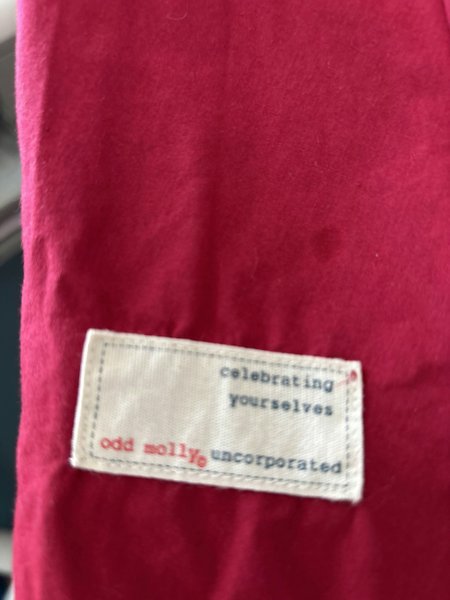 celebrating
yourselves
odd molly® uncorporated